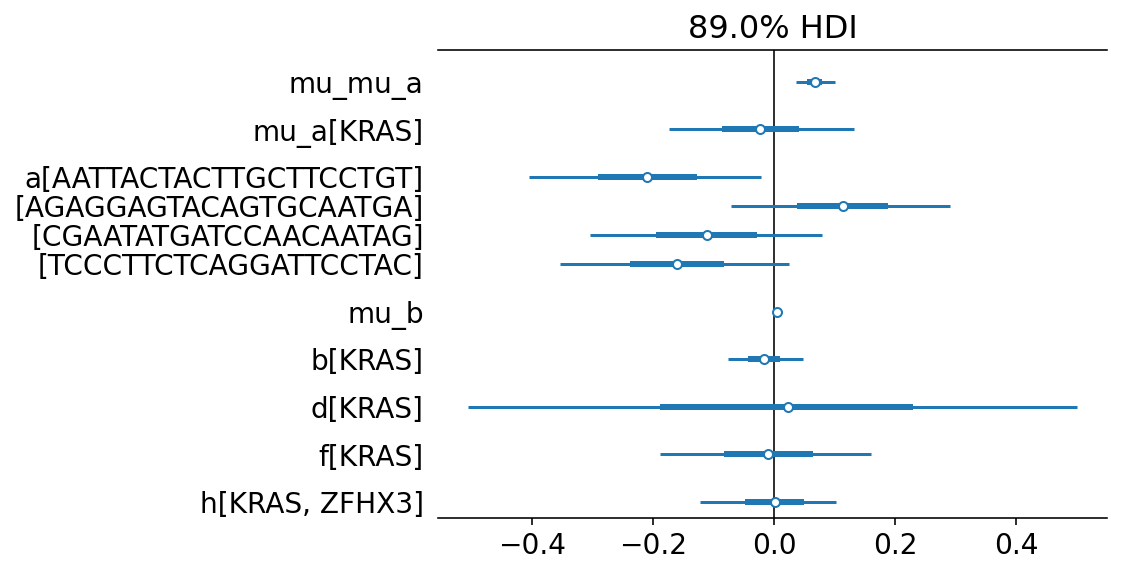 89.0% HDI
mu_mu_a
mu_a[KRAS]
a[AATTACTACTTGCTTCCTGT]
[AGAGGAGTACAGTGCAATGA]
[CGAATATGATCCAACAATAG]
[TCCCTTCTCAGGATTCCTAC]
mu_b
b[KRAS]
d[KRAS]
f[KRAS]
h[KRAS, ZFHX3]
−0.4 −0.2 0.0 0.2 0.4